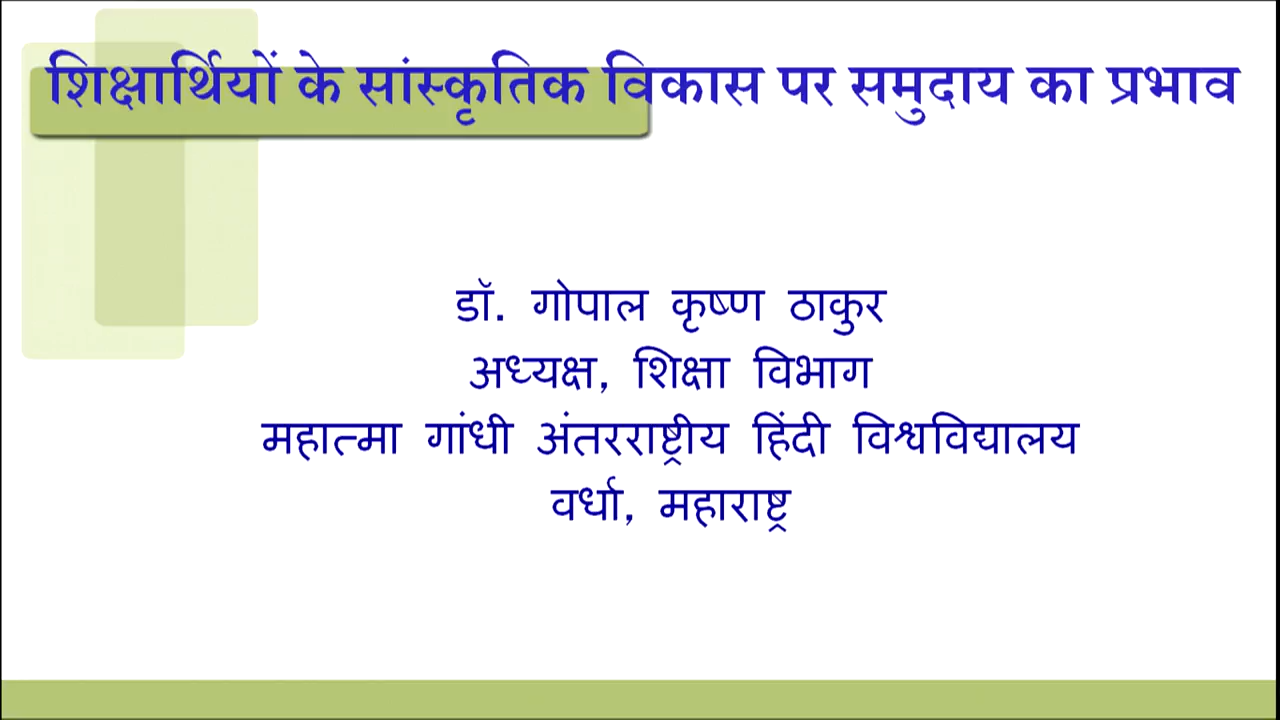 शिक्षार्थियों के सांस्कृतिक विकास पर समुदाय का प्रभाव
डॉ. गोपाल कृष्ण ठाकुर
अध्यक्ष, शिक्षा विभाग
महात्मा गांधी अंतरराष्ट्रीय हिंदी विश्वविद्यालय
वर्धा, महाराष्ट्र